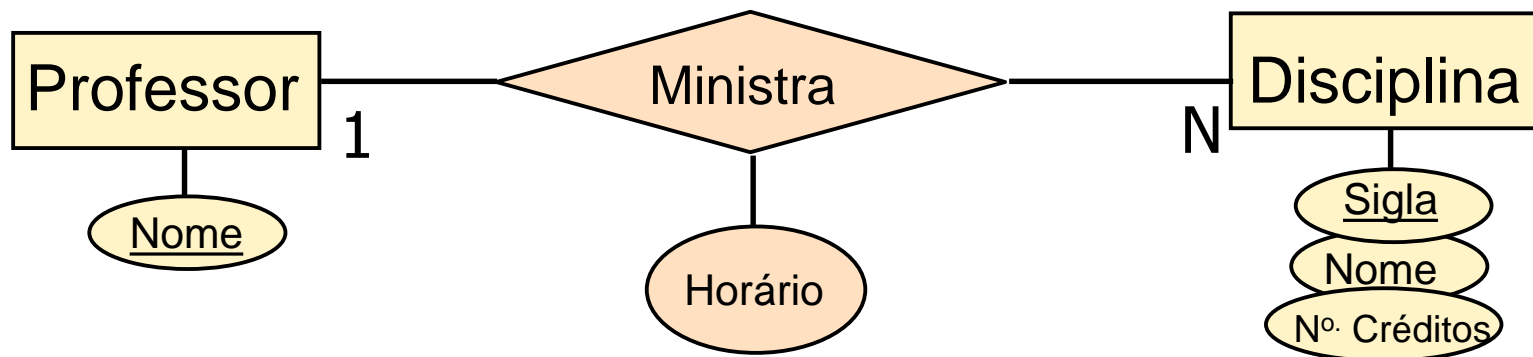 Professor
Ministra
Disciplina
1
N
Nome
Horário
Sigla
Nome
Nº. Créditos